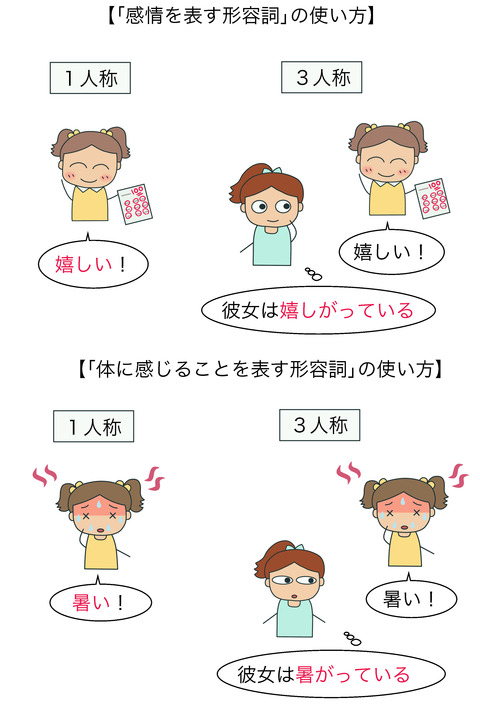 【｢感情を表す形容詞｣の使い方】
１人称
３人称
嬉しい！
嬉しい！
彼女は嬉しがっている
【｢体に感じることを表す形容詞｣の使い方】
１人称
３人称
暑い！
暑い！
彼女は暑がっている